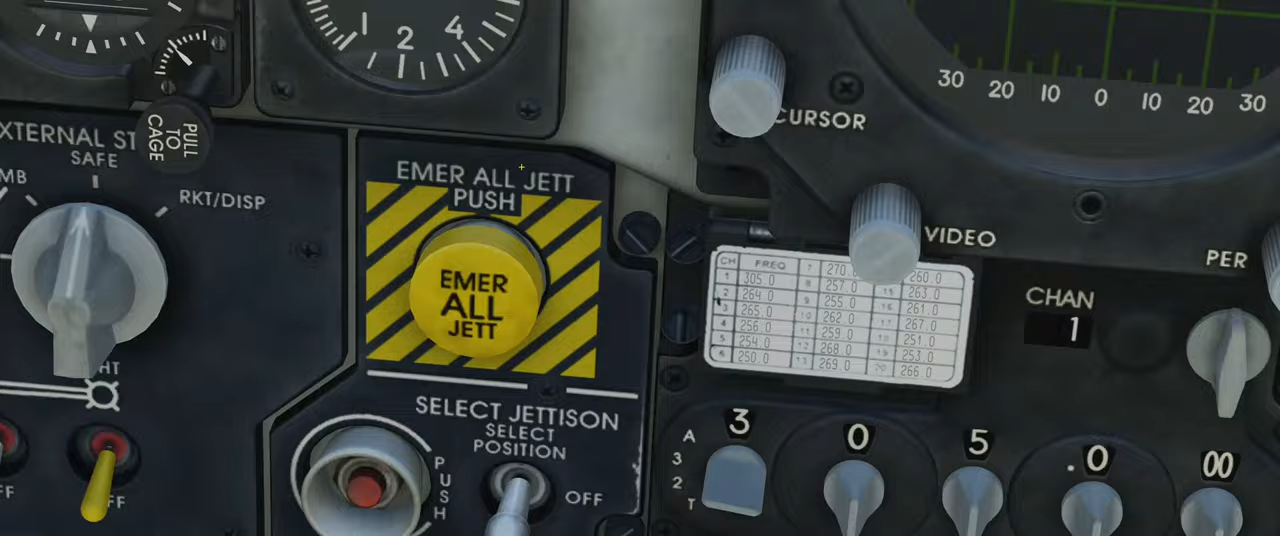 1 2 4
30 20 10 0 10 20 30
CURSOR
PULL
TO
CAGE
SAFE
RKT/DISP
EMER ALL JETT
PUSH
EMER
ALL
JETT
VIDEO
PER
CHAN
1
CH FREQ 7 270. 260.0
1 305.0 8 257.0 15 263.0
2 264.0 9 255.0 16 261.0
3 265.0 10 262.0 17 267.0
4 256.0 11 259.0 18 251.0
5 254.0 12 268.0 19 253.0
6 250.0 13 269.0 20 266.0
SELECT JETTISON
SELECT
POSITION
PUSH
OFF
A
3
2
T
3 0 5 .0 00